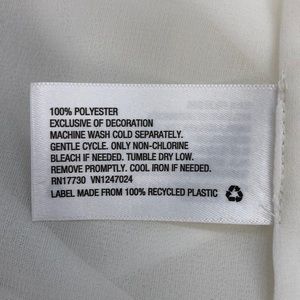 100% POLYESTER
EXCLUSIVE OF DECORATION
MACHINE WASH COLD SEPARATELY.
GENTLE CYCLE. ONLY NON-CHLORINE
BLEACH IF NEEDED. TUMBLE DRY LOW.
REMOVE PROMPTLY. COOL IRON IF NEEDED.
RN17730 VN1247024
LABEL MADE FROM 100% RECYCLED PLASTIC